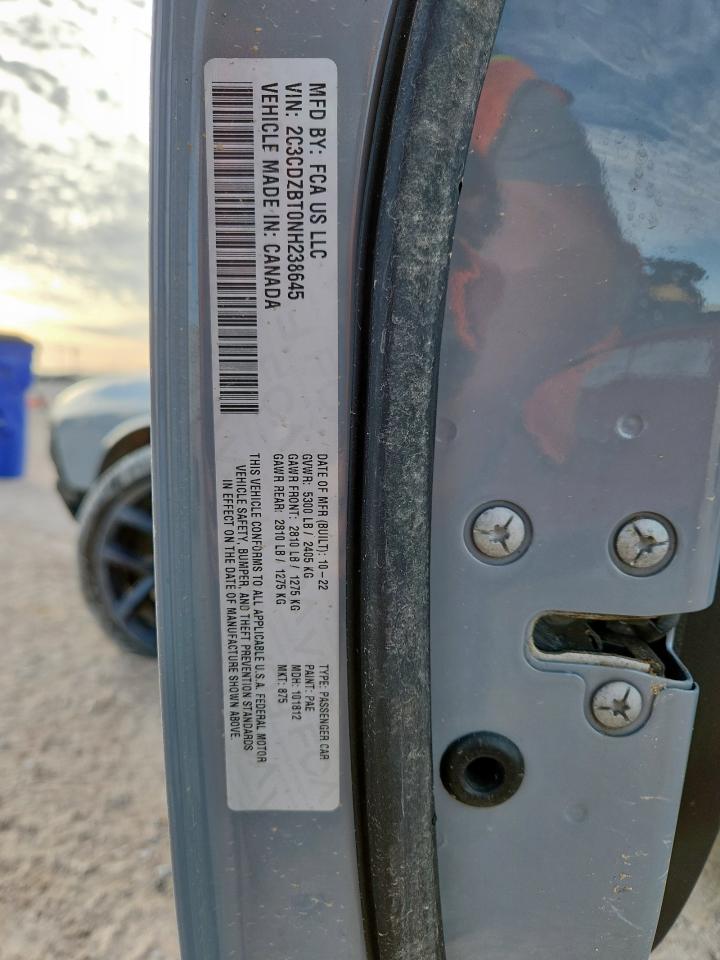 MFD BY: FCA US LLC
VIN: 2C3CDZBT0NH238645
VEHICLE MADE IN: CANADA
DATE OF MFR (BUILT): 10-22
GVWR: 5300 LB / 2405 KG
GAWR FRONT: 2810 LB / 1275 KG
GAWR REAR: 2810 LB / 1275 KG
TYPE: PASSENGER CAR
PAINT: PAE
MDH: 101812
MKT: 875
THIS VEHICLE CONFORMS TO ALL APPLICABLE U.S.A. FEDERAL MOTOR
VEHICLE SAFETY, BUMPER, AND THEFT PREVENTION STANDARDS
IN EFFECT ON THE DATE OF MANUFACTURE SHOWN ABOVE.